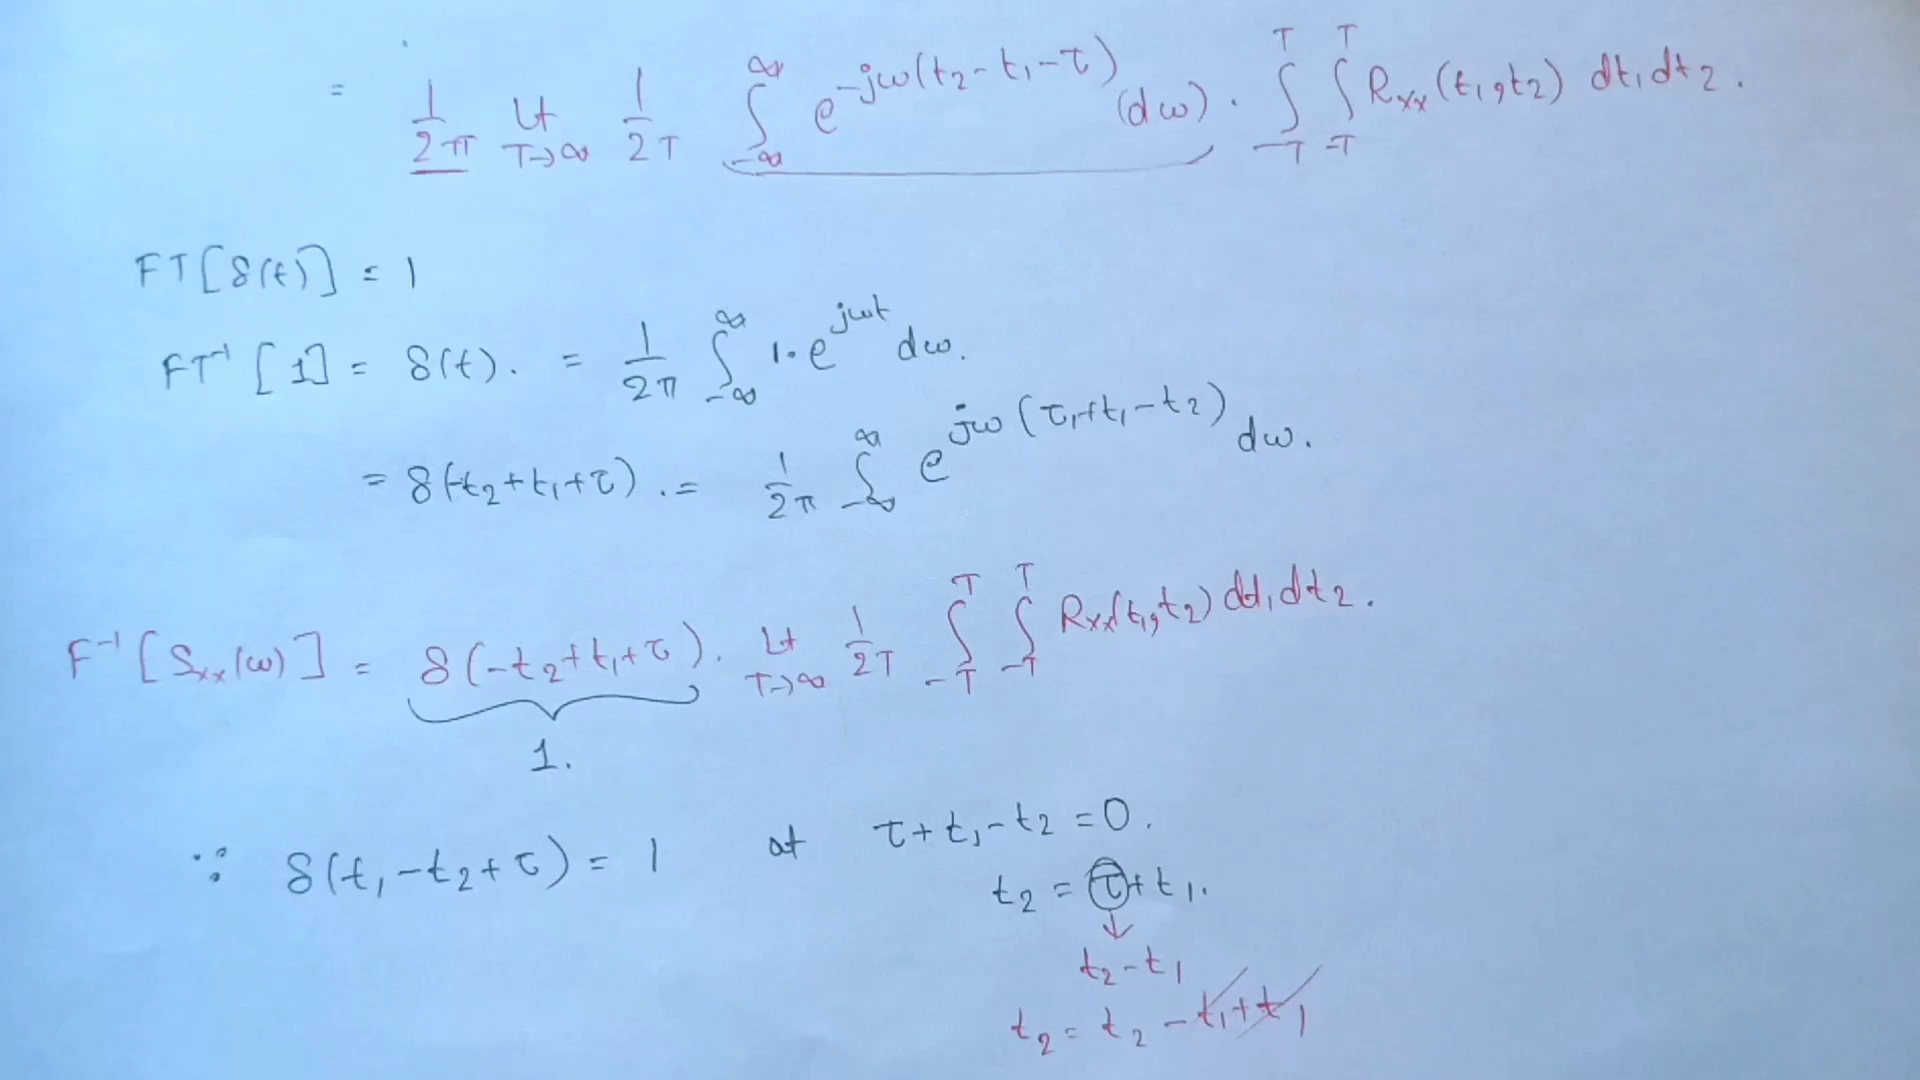 = 1/2π Lt T→∞ 1/2T ∫_{-∞}^{∞} e^{-jω(t2-t1-τ)} (dω) . ∫_{-T}^{T} ∫_{-T}^{T} Rxx(t1,t2) dt1dt2.
FT[δ(t)] = 1
FT⁻¹[1] = δ(t). = 1/2π ∫_{-∞}^{∞} 1.e^{jωt} dω.
= δ(-t2+t1+τ). = 1/2π ∫_{-∞}^{∞} e^{jω(τ+t1-t2)} dω.
F⁻¹[Sxx(ω)] = δ(-t2+t1+τ). Lt T→∞ 1/2T ∫_{-T}^{T} ∫_{-T}^{T} Rxx(t1,t2) dt1dt2.
1.
∵ δ(t1-t2+τ) = 1 at τ+t1-t2 = 0.
t2 = τ+t1.
↓
t2-t1
t2 = t2-t1+t1